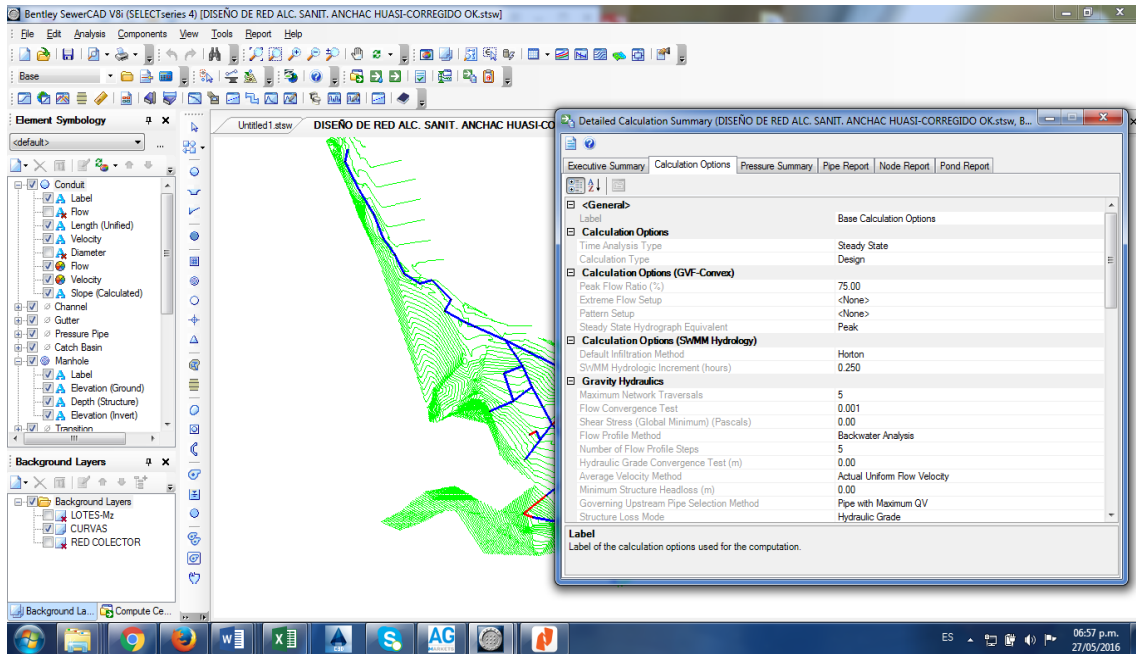 Bentley SewerCAD V8i (SELECTseries 4) [DISEÑO DE RED ALC. SANIT. ANCHAC HUASI-CORREGIDO OK.stsw]
File Edit Analysis Components View Tools Report Help
Base
Element Symbology
<default>
Conduit
Label
Flow
Length (Unified)
Velocity
Diameter
Flow
Velocity
Slope (Calculated)
Channel
Gutter
Pressure Pipe
Catch Basin
Manhole
Label
Elevation (Ground)
Depth (Structure)
Elevation (Invert)
Transition
Background Layers
Background Layers
LOTES-Mz
CURVAS
RED COLECTOR
Background La... Compute Ce...
Untitled1.stsw DISEÑO DE RED ALC. SANIT. ANCHAC HUASI-CO
Detailed Calculation Summary (DISEÑO DE RED ALC. SANIT. ANCHAC HUASI-CORREGIDO OK.stsw, B...
Executive Summary Calculation Options Pressure Summary Pipe Report Node Report Pond Report
<General>
Label Base Calculation Options
Calculation Options
Time Analysis Type Steady State
Calculation Type Design
Calculation Options (GVF-Convex)
Peak Flow Ratio (%) 75.00
Extreme Flow Setup <None>
Pattern Setup <None>
Steady State Hydrograph Equivalent Peak
Calculation Options (SWMM Hydrology)
Default Infiltration Method Horton
SWMM Hydrologic Increment (hours) 0.250
Gravity Hydraulics
Maximum Network Traversals 5
Flow Convergence Test 0.001
Shear Stress (Global Minimum) (Pascals) 0.00
Flow Profile Method Backwater Analysis
Number of Flow Profile Steps 5
Hydraulic Grade Convergence Test (m) 0.00
Average Velocity Method Actual Uniform Flow Velocity
Minimum Structure Headloss (m) 0.00
Governing Upstream Pipe Selection Method Pipe with Maximum QV
Structure Loss Mode Hydraulic Grade
Label
Label of the calculation options used for the computation.
AG
ES 06:57 p.m.
27/05/2016